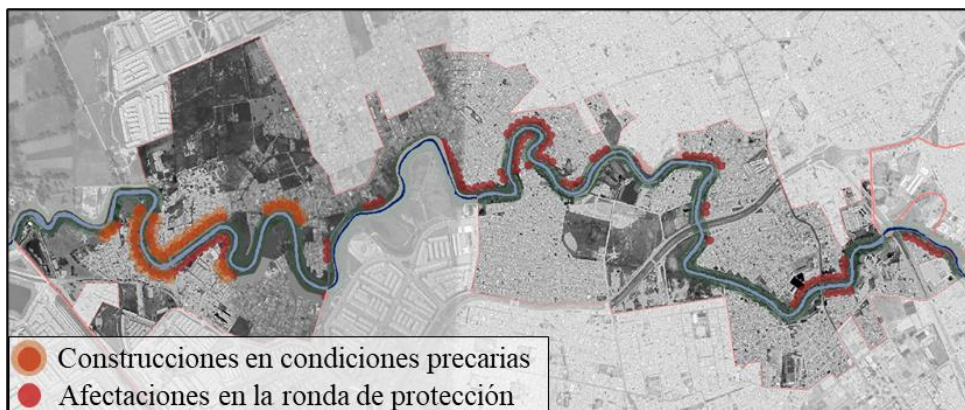 Construcciones en condiciones precarias
Afectaciones en la ronda de protección